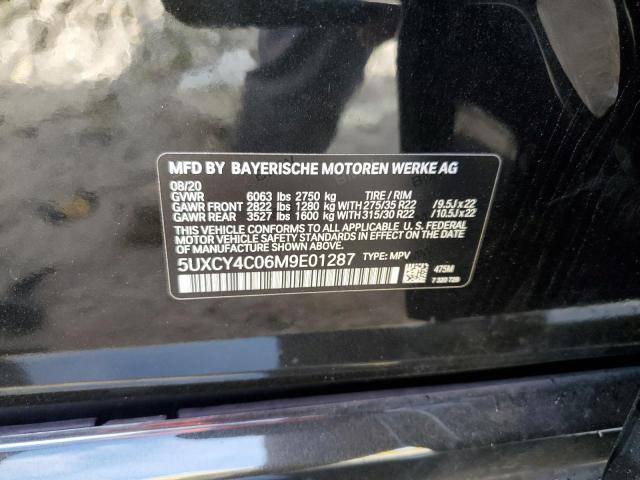 MFD BY BAYERISCHE MOTOREN WERKE AG
08/20
GVWR 6063 lbs 2750 kg TIRE / RIM
GAWR FRONT 2822 lbs 1280 kg WITH 275/35 R22 /9.5J x 22
GAWR REAR 3527 lbs 1600 kg WITH 315/30 R22 /10.5J x 22
THIS VEHICLE CONFORMS TO ALL APPLICABLE U.S. FEDERAL
MOTOR VEHICLE SAFETY STANDARDS IN EFFECT ON THE DATE
OF MANUFACTURE SHOWN ABOVE.
5UXCY4C06M9E01287 TYPE: MPV
475M